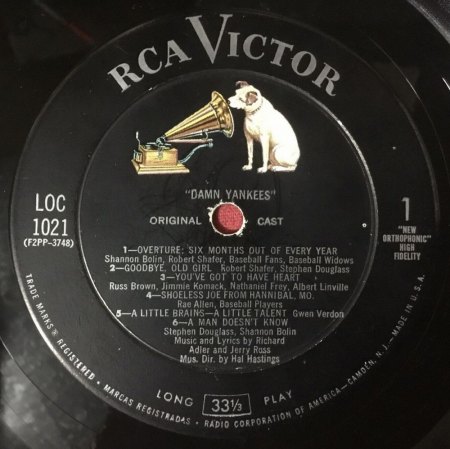 RCA VICTOR
"DAMN YANKEES"
ORIGINAL CAST
LOC
1021
(F2PP-3748)
1
"NEW
ORTHOPHONIC"
HIGH
FIDELITY
1—OVERTURE: SIX MONTHS OUT OF EVERY YEAR
Shannon Bolin, Robert Shafer, Baseball Fans, Baseball Widows
2—GOODBYE, OLD GIRL Robert Shafer, Stephen Douglass
3—YOU'VE GOT TO HAVE HEART
Russ Brown, Jimmie Komack, Nathaniel Frey, Albert Linville
4—SHOELESS JOE FROM HANNIBAL, MO.
Rae Allen, Baseball Players
5—A LITTLE BRAINS—A LITTLE TALENT Gwen Verdon
6—A MAN DOESN'T KNOW
Stephen Douglass, Shannon Bolin
Music and Lyrics by Richard
Adler and Jerry Ross
Mus. Dir. by Hal Hastings
LONG 33⅓ PLAY
TRADE MARKS ® REGISTERED • MARCAS REGISTRADAS • RADIO CORPORATION OF AMERICA—CAMDEN, N. J.—MADE IN U.S.A.